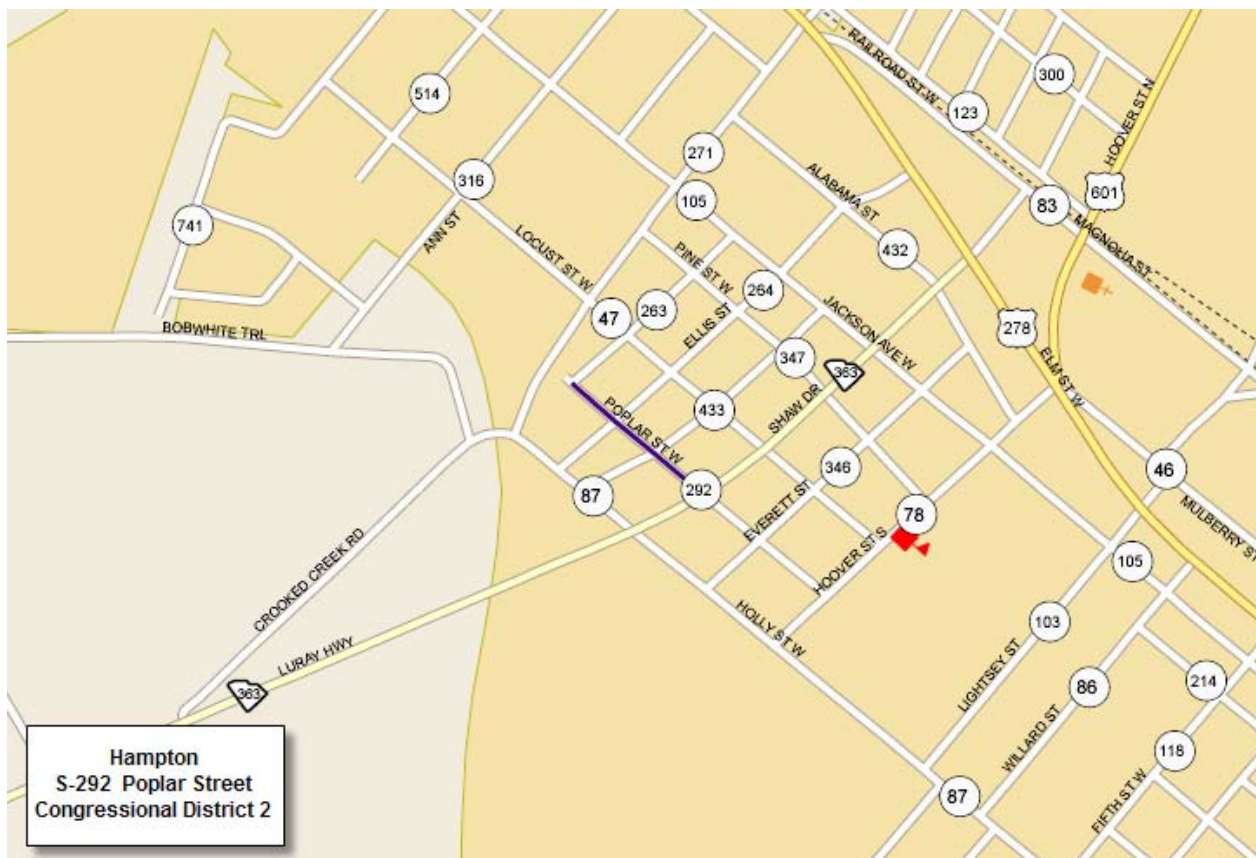 RAILROAD ST W
300
HOOVER ST N
514
123
271
ALABAMA ST
316
105
601
83
741
ANN ST
LOCUST ST W
PINE ST W
432
MAGNOLIA ST
264
JACKSON AVE W
47
263
ELLIS ST
278
BOBWHITE TRL
347
363
ELM ST W
POPLAR ST W
433
SHAW DR
346
46
87
292
EVERETT ST
78
MULBERRY ST
CROOKED CREEK RD
HOOVER ST S
105
HOLLY ST W
103
LURAY HWY
LIGHTSEY ST
86
214
363
WILLARD ST
118
87
FIFTH ST W
Hampton
S-292 Poplar Street
Congressional District 2